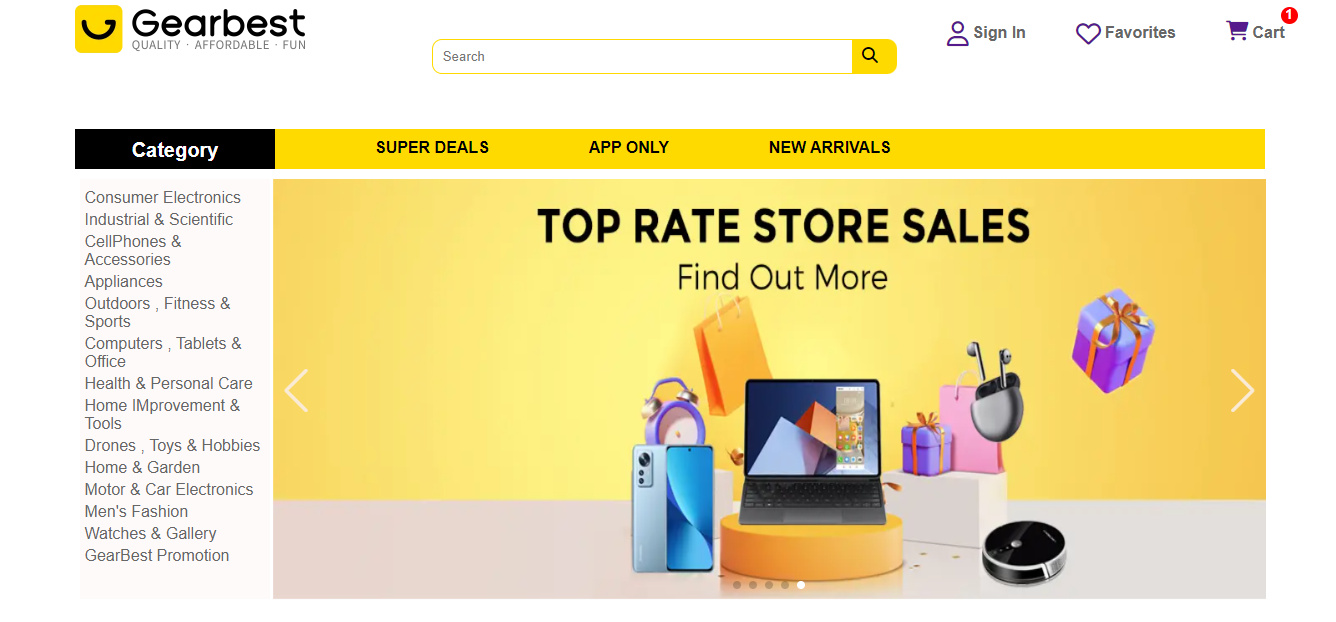 Gearbest
QUALITY · AFFORDABLE · FUN
Search
Sign In
Favorites
1
Cart
Category
SUPER DEALS
APP ONLY
NEW ARRIVALS
Consumer Electronics
Industrial & Scientific
CellPhones &
Accessories
Appliances
Outdoors , Fitness &
Sports
Computers , Tablets &
Office
Health & Personal Care
Home IMprovement &
Tools
Drones , Toys & Hobbies
Home & Garden
Motor & Car Electronics
Men's Fashion
Watches & Gallery
GearBest Promotion
TOP RATE STORE SALES
Find Out More